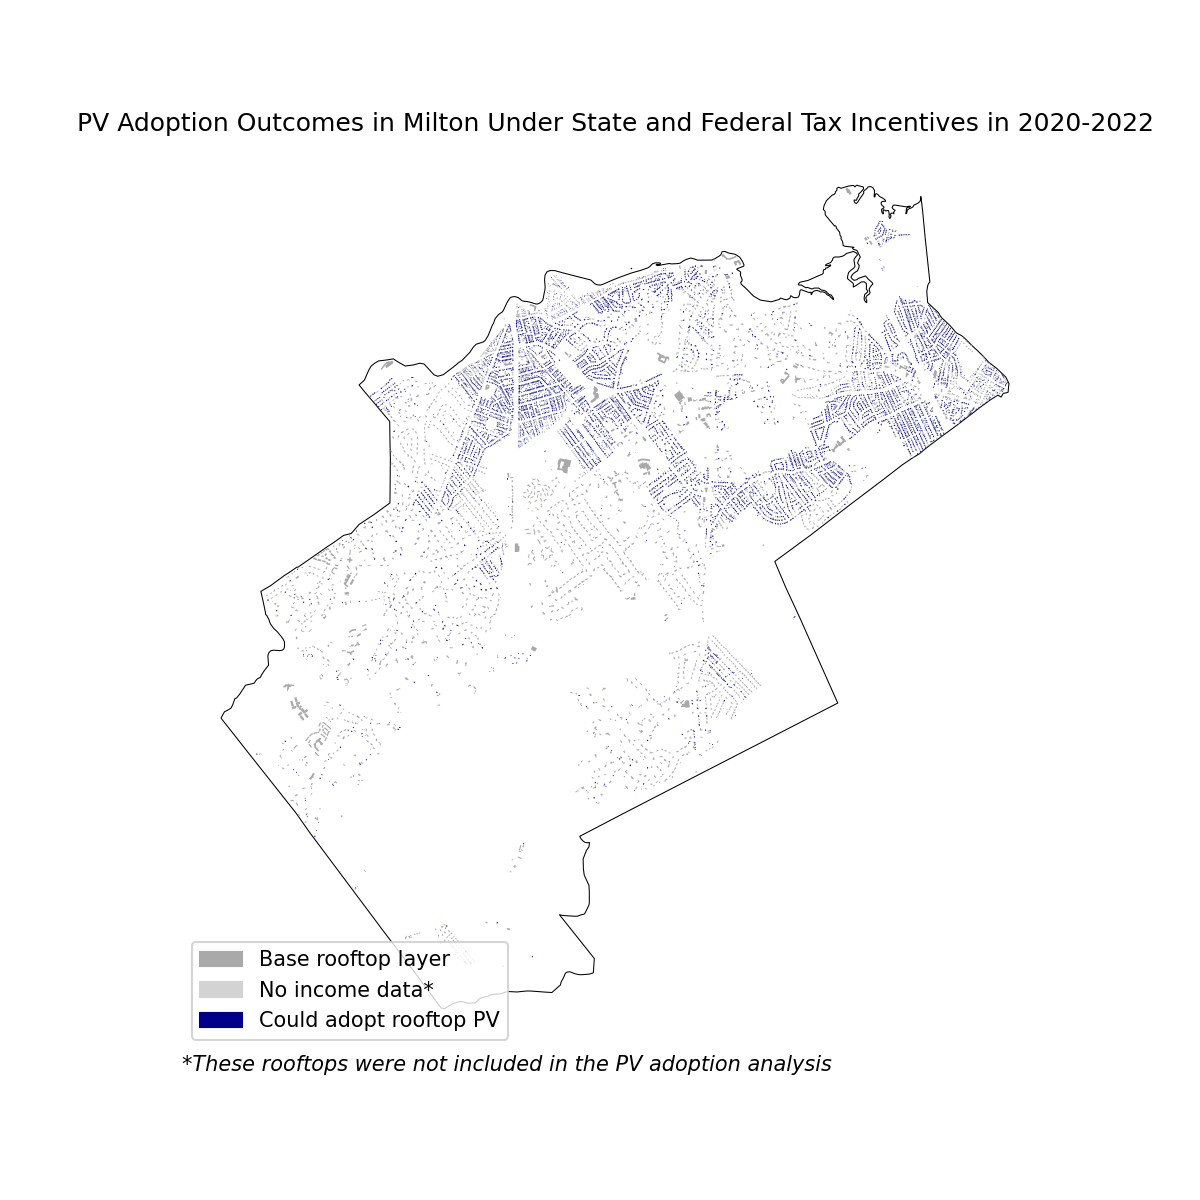 PV Adoption Outcomes in Milton Under State and Federal Tax Incentives in 2020-2022
Base rooftop layer
No income data*
Could adopt rooftop PV
*These rooftops were not included in the PV adoption analysis